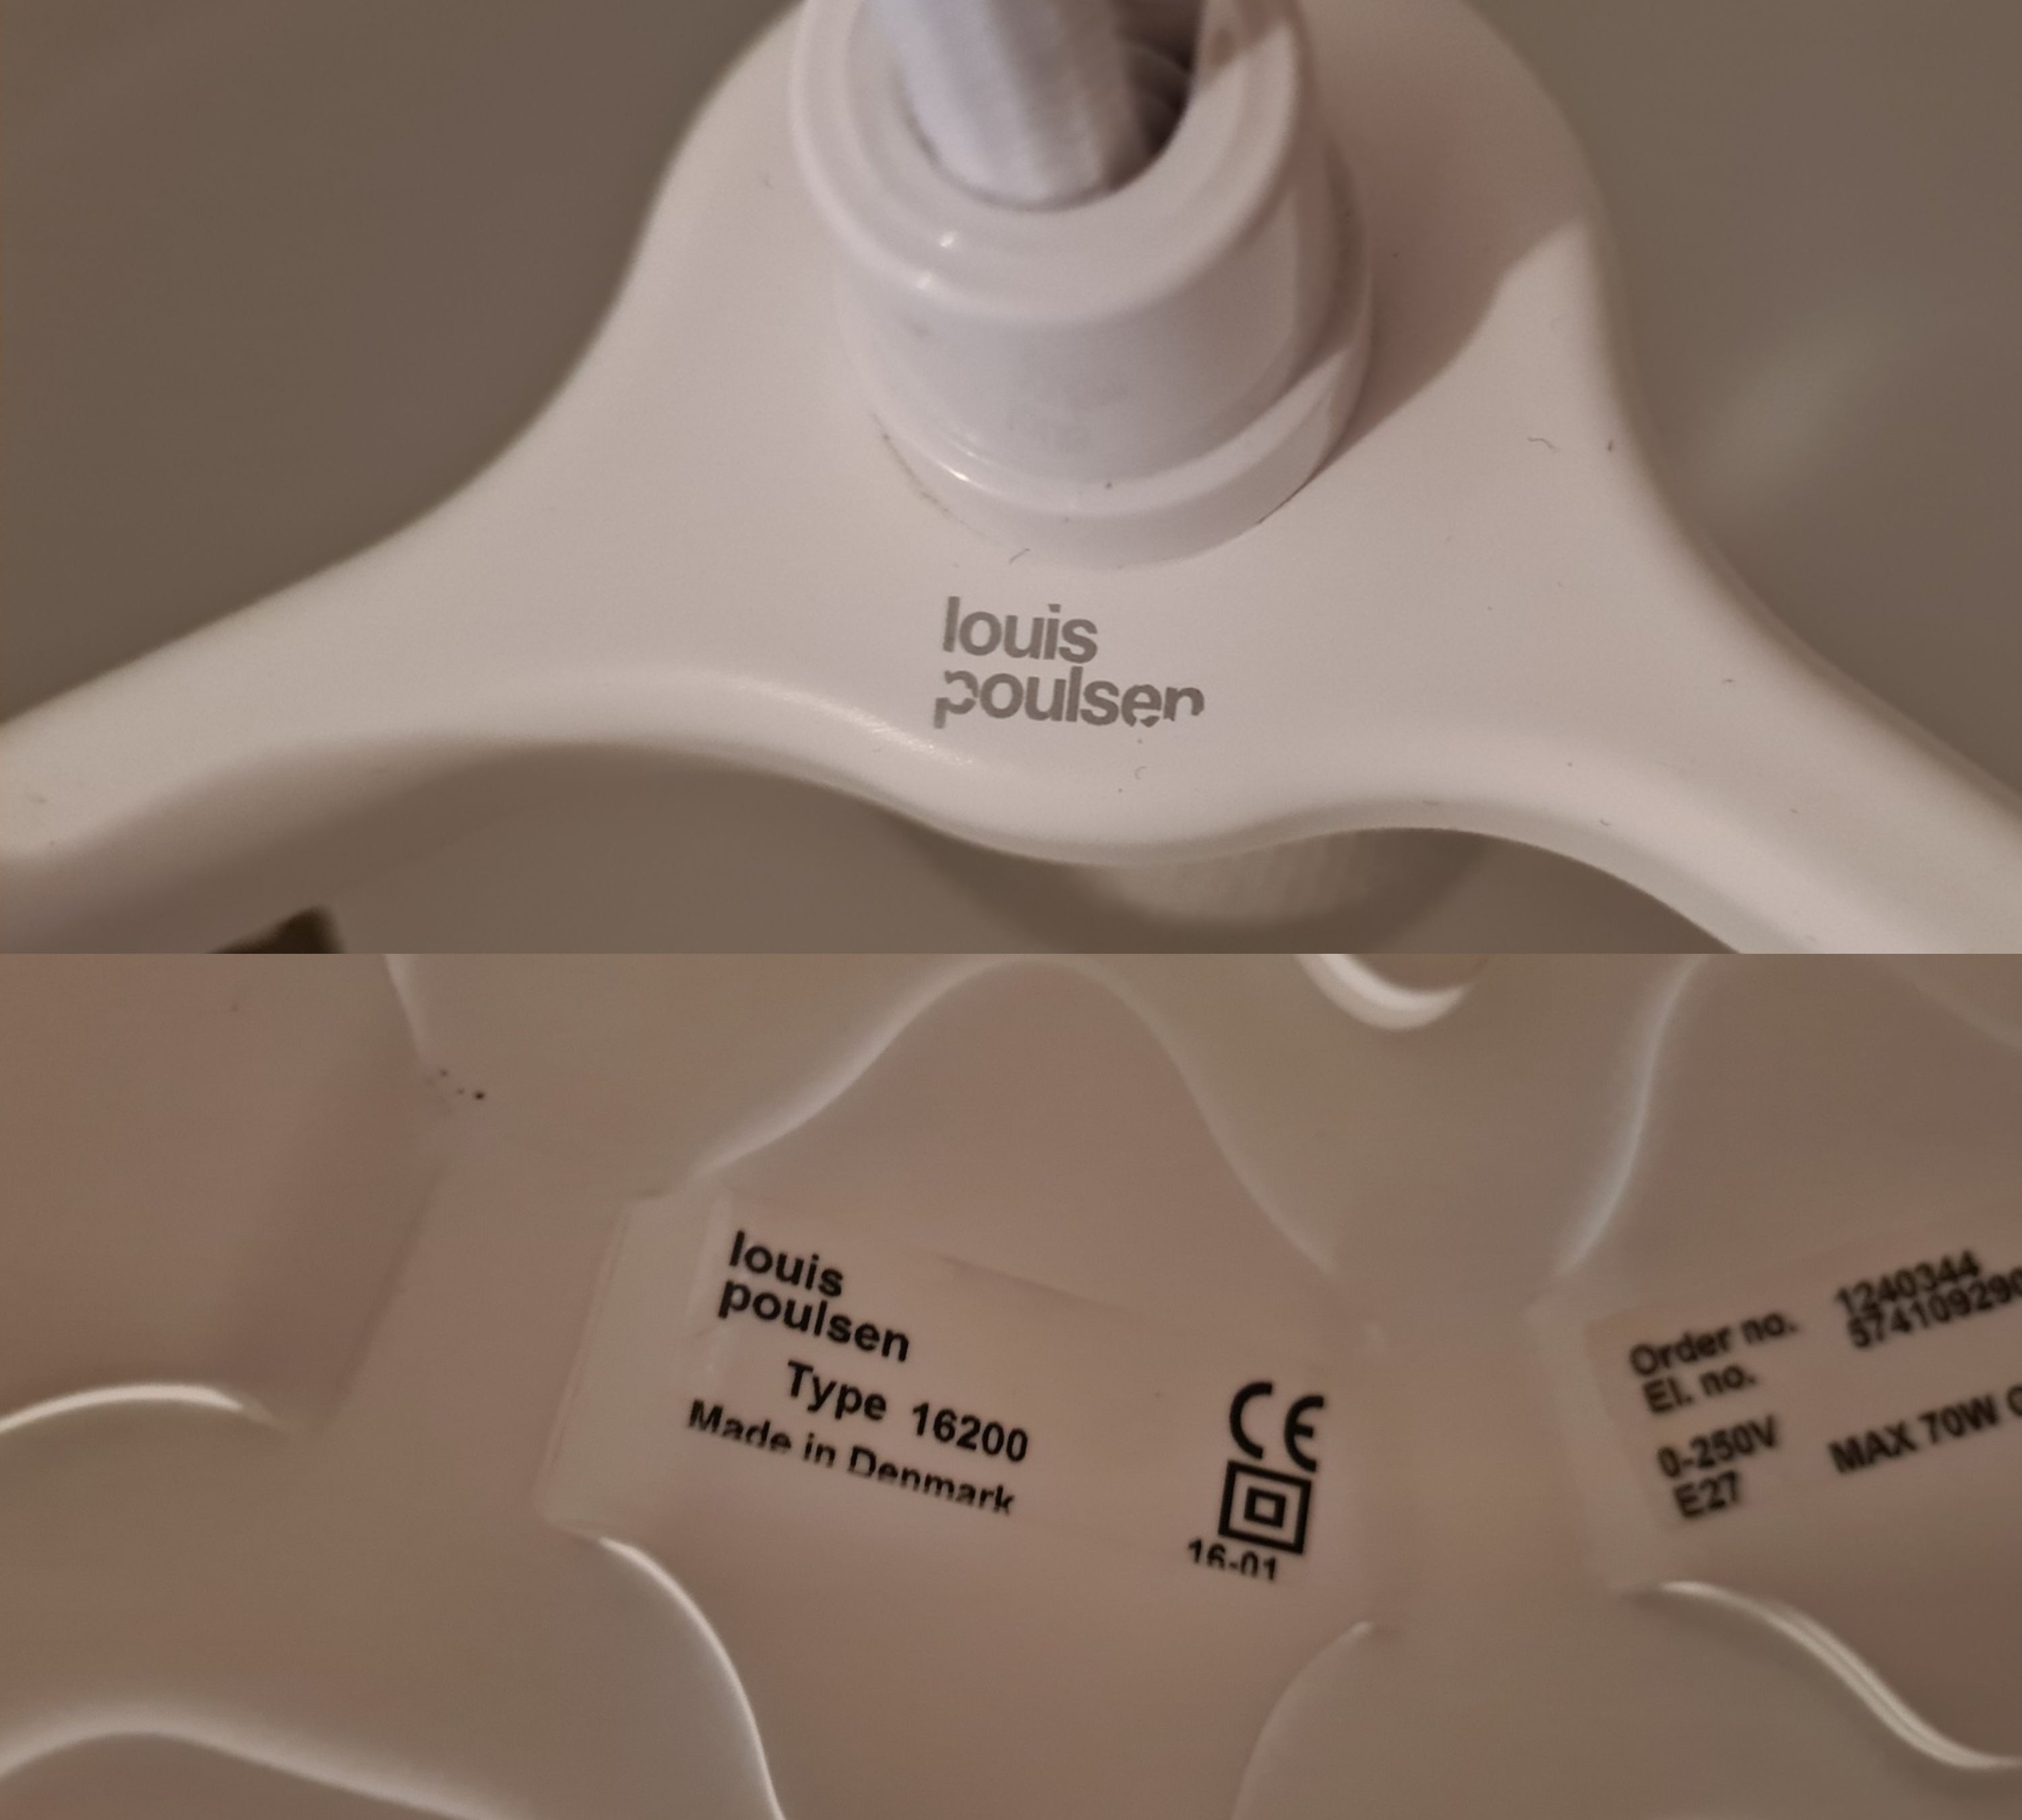 louis
poulsen
louis
poulsen
Type 16200
Made in Denmark
16-01
Order no. 1240344
El. no.
0-250V MAX 70W
E27